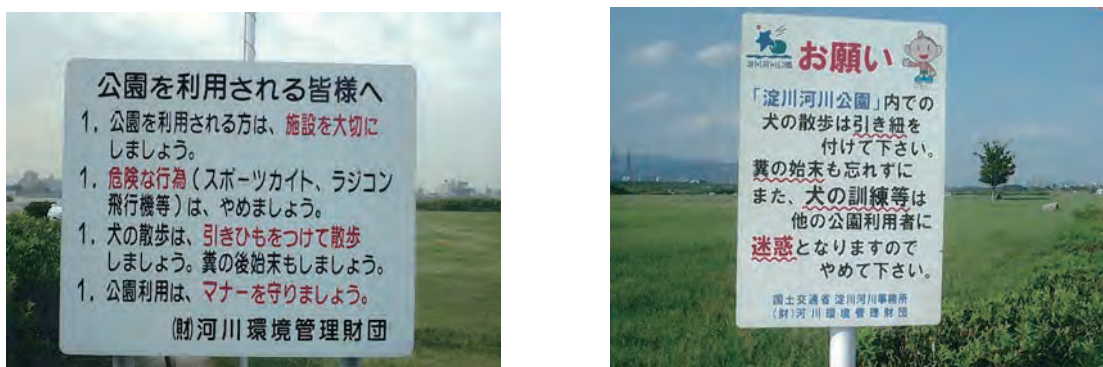 公園を利用される皆様へ
1. 公園を利用される方は、施設を大切に
しましょう。
1. 危険な行為(スポーツカイト、ラジコン
飛行機等)は、やめましょう。
1. 犬の散歩は、引きひもをつけて散歩
しましょう。糞の後始末もしましょう。
1. 公園利用は、マナーを守りましょう。
(財)河川環境管理財団
淀川河川公園
お願い
「淀川河川公園」内での
犬の散歩は引き紐を
付けて下さい。
糞の始末も忘れずに
また、犬の訓練等は
他の公園利用者に
迷惑となりますので
やめて下さい。
国土交通省 淀川河川事務所
(財)河川環境管理財団